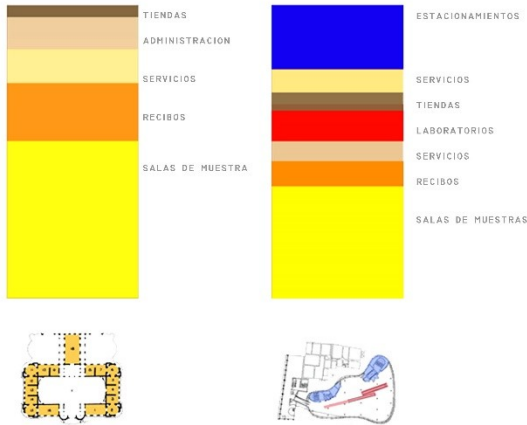 TIENDAS
ADMINISTRACION
SERVICIOS
RECIBOS
SALAS DE MUESTRA
ESTACIONAMIENTOS
SERVICIOS
TIENDAS
LABORATORIOS
SERVICIOS
RECIBOS
SALAS DE MUESTRAS